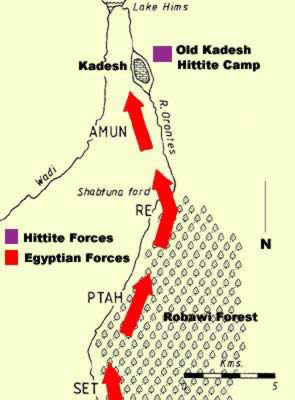 Lake Hims
Old Kadesh
Hittite Camp
Kadesh
R. Orontes
AMUN
Wadi
Shabtuna ford
RE
Hittite Forces
Egyptian Forces
N
PTAH
Robawi Forest
Kms.
SET
0 5